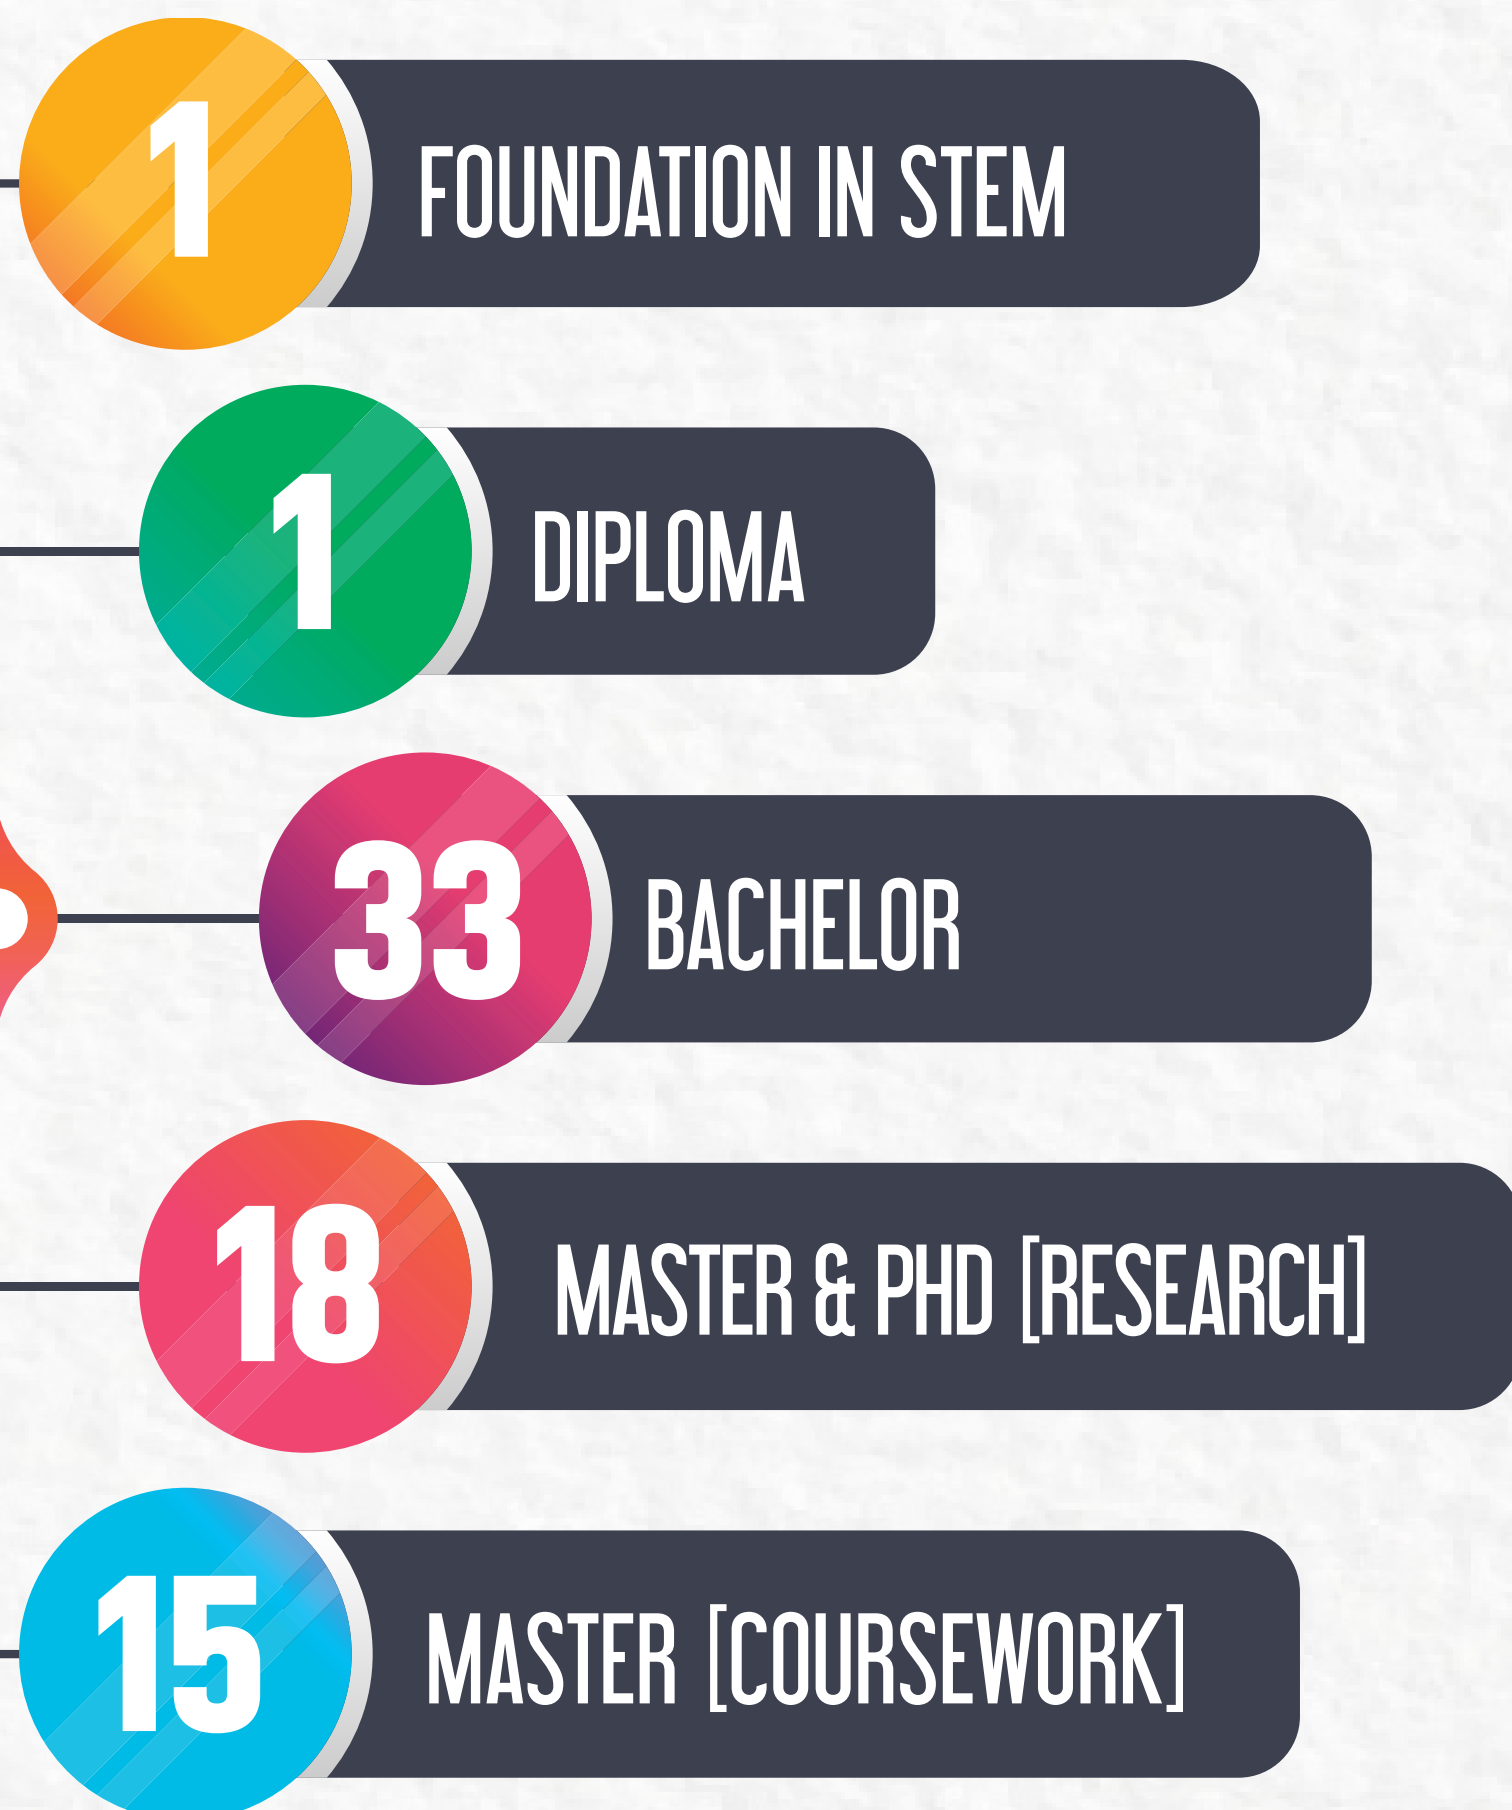 1
FOUNDATION IN STEM
1
DIPLOMA
33
BACHELOR
18
MASTER & PHD [RESEARCH]
15
MASTER [COURSEWORK]